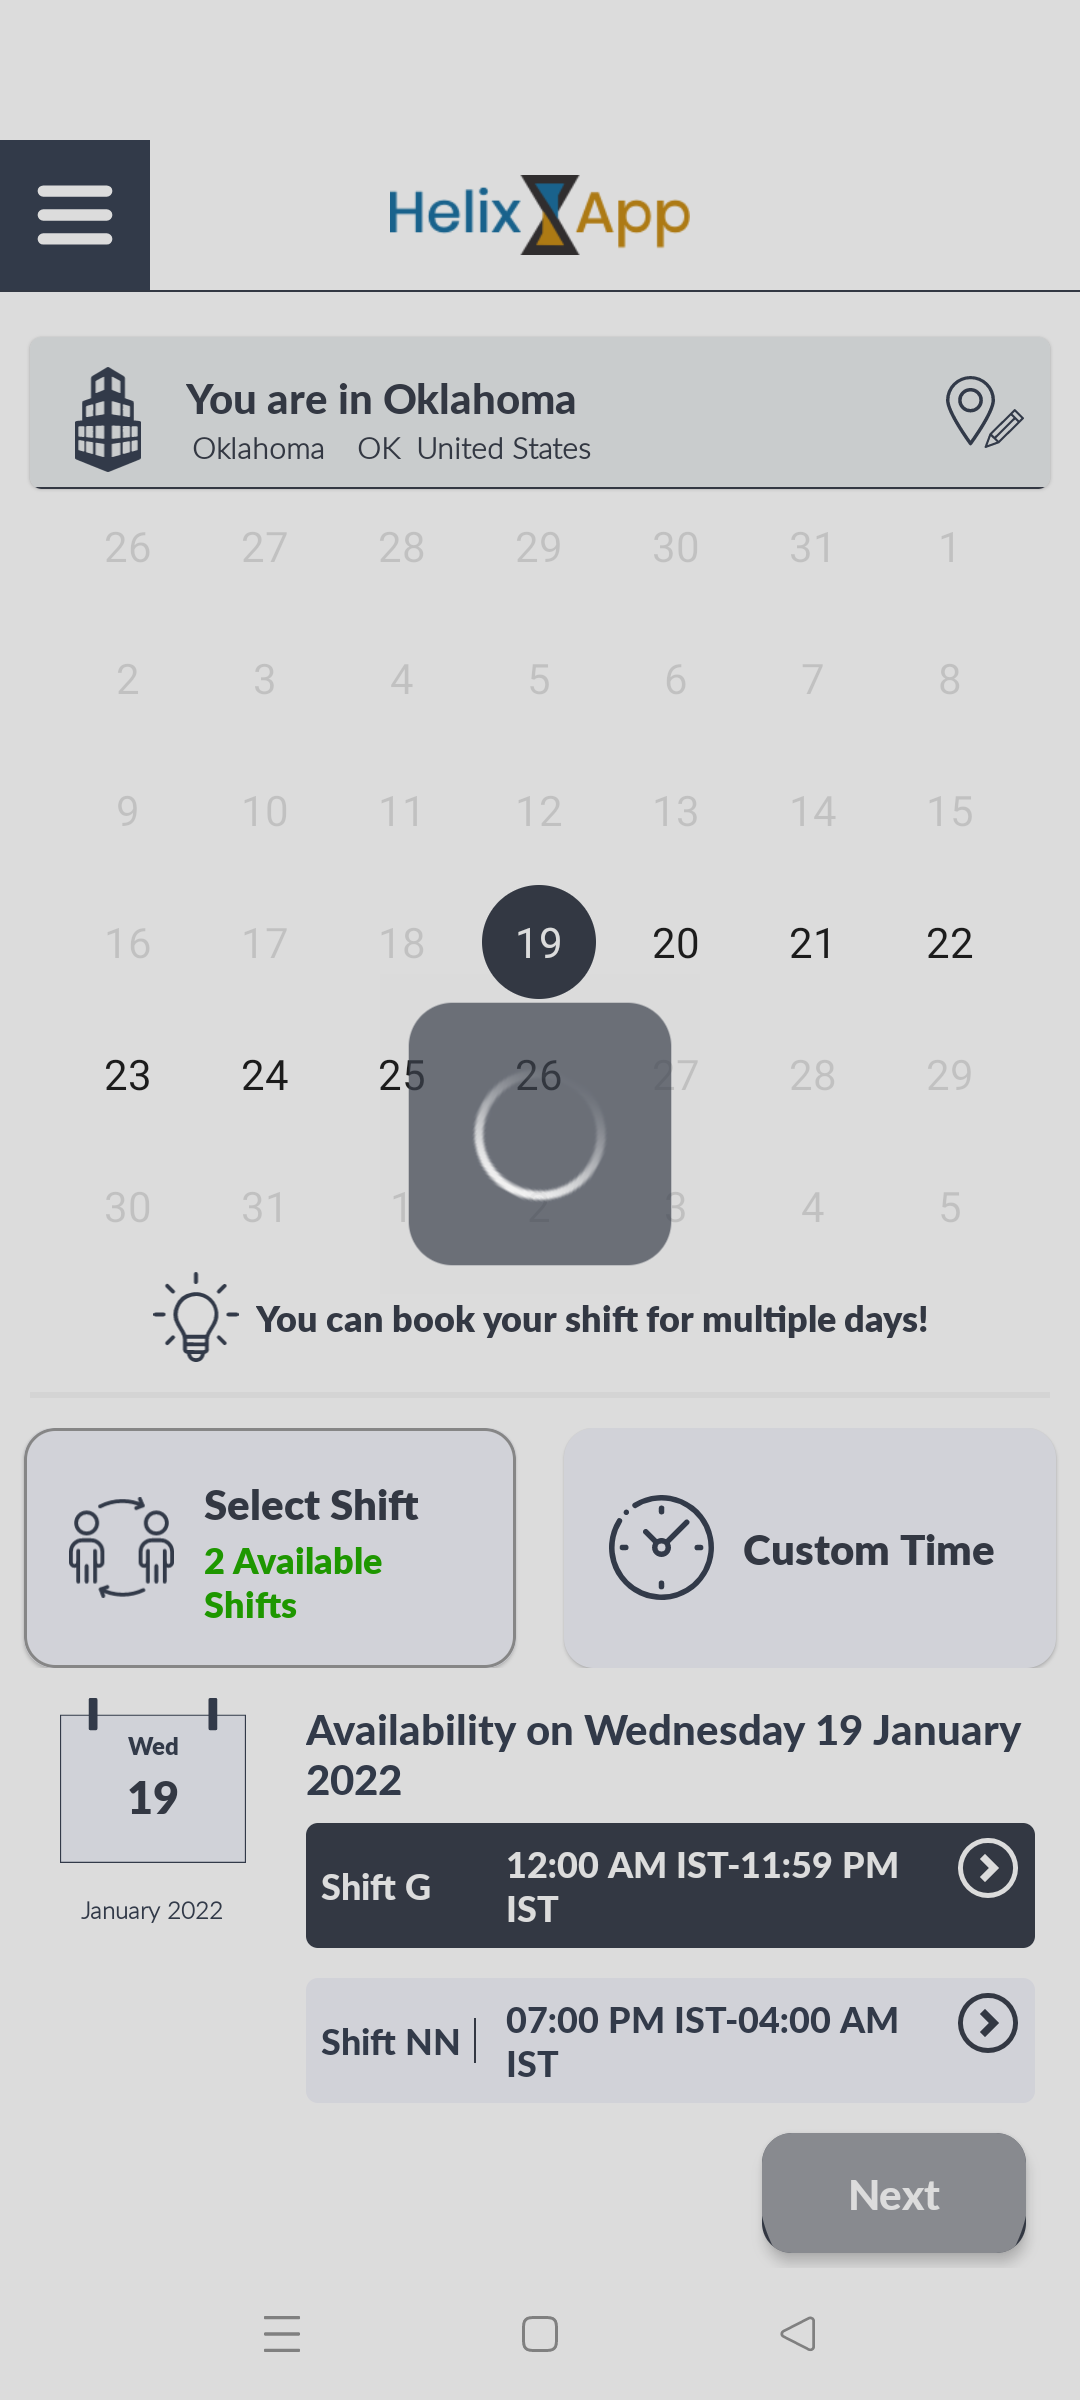 Helix App
You are in Oklahoma
Oklahoma OK United States
26 27 28 29 30 31 1
2 3 4 5 6 7 8
9 10 11 12 13 14 15
16 17 18 19 20 21 22
23 24 25 26 27 28 29
30 31 1 2 3 4 5
You can book your shift for multiple days!
Select Shift
2 Available
Shifts
Custom Time
Wed
19
January 2022
Availability on Wednesday 19 January
2022
Shift G
12:00 AM IST-11:59 PM
IST
Shift NN
07:00 PM IST-04:00 AM
IST
Next